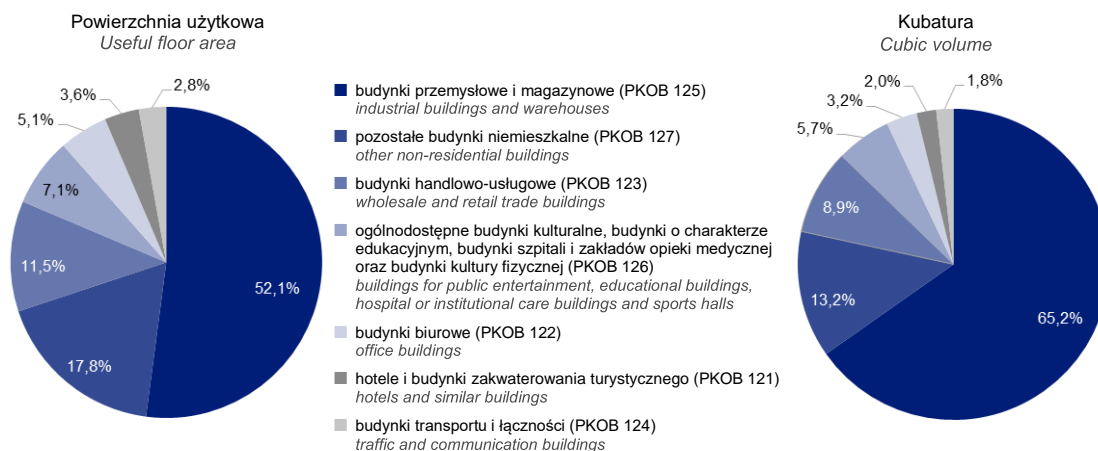 Powierzchnia użytkowa
Useful floor area
2,8%
3,6%
5,1%
7,1%
11,5%
17,8%
52,1%
budynki przemysłowe i magazynowe (PKOB 125)
industrial buildings and warehouses
pozostałe budynki niemieszkalne (PKOB 127)
other non-residential buildings
budynki handlowo-usługowe (PKOB 123)
wholesale and retail trade buildings
ogólnodostępne budynki kulturalne, budynki o charakterze
edukacyjnym, budynki szpitali i zakładów opieki medycznej
oraz budynki kultury fizycznej (PKOB 126)
buildings for public entertainment, educational buildings,
hospital or institutional care buildings and sports halls
budynki biurowe (PKOB 122)
office buildings
hotele i budynki zakwaterowania turystycznego (PKOB 121)
hotels and similar buildings
budynki transportu i łączności (PKOB 124)
traffic and communication buildings
Kubatura
Cubic volume
1,8%
2,0%
3,2%
5,7%
8,9%
13,2%
65,2%